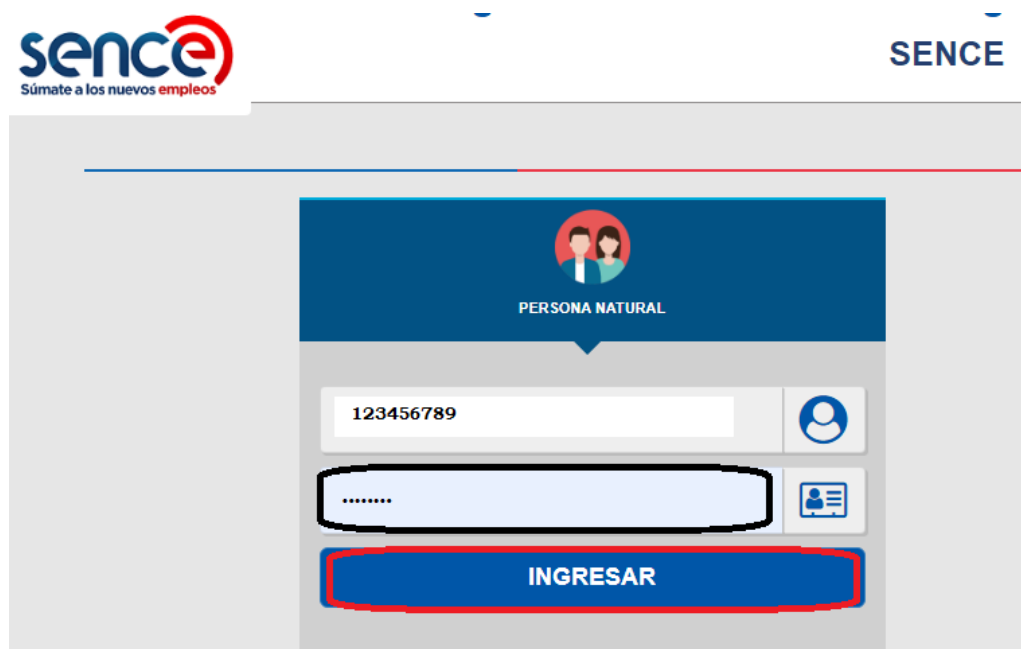 sence
Súmate a los nuevos empleos
SENCE
PERSONA NATURAL
123456789
........
INGRESAR